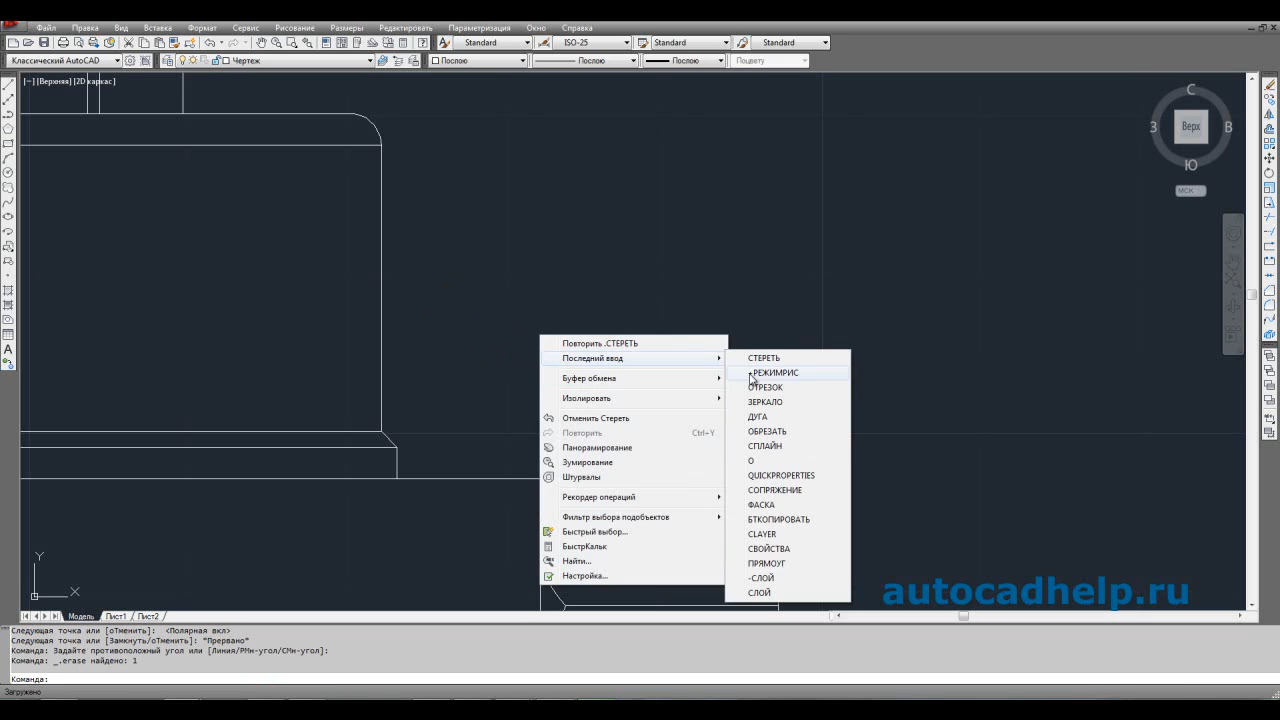 Файл Правка Вид Вставка Формат Сервис Рисование Размеры Редактировать Параметризация Окно Справка
Standard ISO-25 Standard Standard
Классический AutoCAD Чертеж Послою Послою Послою Поцвету
[−][Верхняя][2D каркас]
С
З Верх В
Ю
МСК
Повторить .СТЕРЕТЬ
Последний ввод
Буфер обмена
Изолировать
Отменить Стереть
Повторить Ctrl+Y
Панорамирование
Зумирование
Штурвалы
Рекордер операций
Фильтр выбора подобъектов
Быстрый выбор...
БыстрКальк
Найти...
Настройка...
СТЕРЕТЬ
+РЕЖИМРИС
ОТРЕЗОК
ЗЕРКАЛО
ДУГА
ОБРЕЗАТЬ
СПЛАЙН
О
QUICKPROPERTIES
СОПРЯЖЕНИЕ
ФАСКА
БТКОПИРОВАТЬ
CLAYER
СВОЙСТВА
ПРЯМОУГ
-СЛОЙ
СЛОЙ
autocadhelp.ru
Y
X
Модель Лист1 Лист2
Следующая точка или [оТменить]: <Полярная вкл>
Следующая точка или [Замкнуть/оТменить]: *Прервано*
Команда: Задайте противоположный угол или [Линия/РМн-угол/СМн-угол]:
Команда: _.erase найдено: 1
Команда:
Загружено